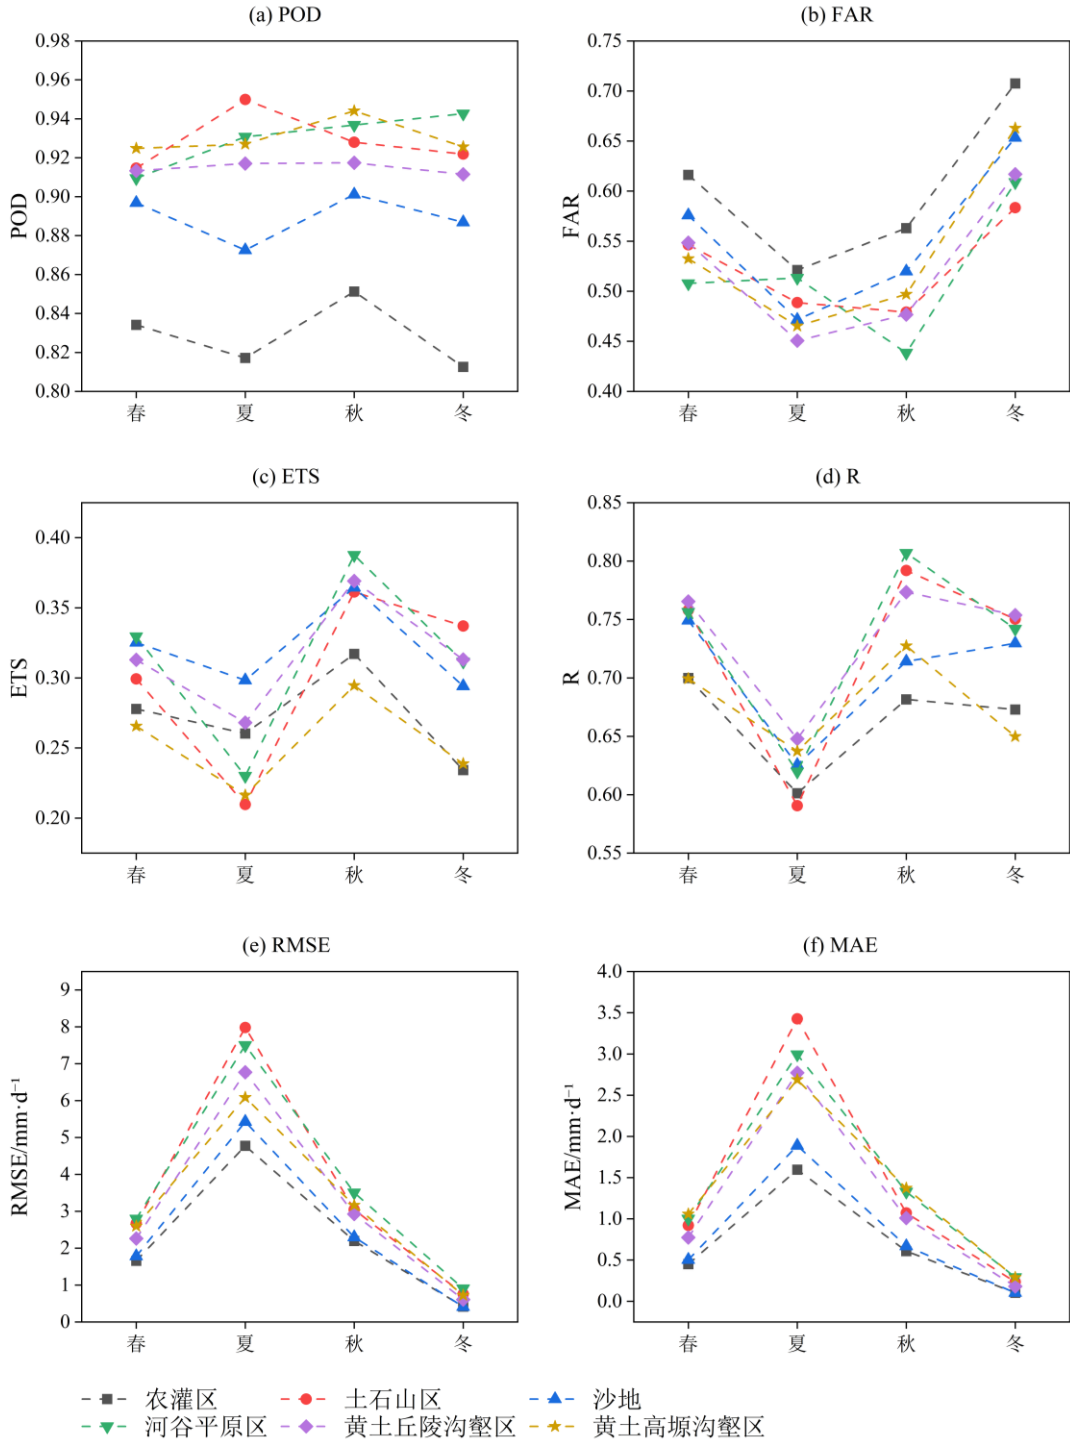 (a) POD
(b) FAR
0.98
0.96
0.94
0.92
0.90
0.88
0.86
0.84
0.82
0.80
POD
春 夏 秋 冬
0.75
0.70
0.65
0.60
0.55
0.50
0.45
0.40
FAR
春 夏 秋 冬
(c) ETS
(d) R
0.40
0.35
0.30
0.25
0.20
ETS
春 夏 秋 冬
0.85
0.80
0.75
0.70
0.65
0.60
0.55
R
春 夏 秋 冬
(e) RMSE
(f) MAE
9
8
7
6
5
4
3
2
1
0
RMSE/mm·d⁻¹
春 夏 秋 冬
4.0
3.5
3.0
2.5
2.0
1.5
1.0
0.5
0.0
MAE/mm·d⁻¹
春 夏 秋 冬
农灌区 土石山区 沙地
河谷平原区 黄土丘陵沟壑区 黄土高塬沟壑区